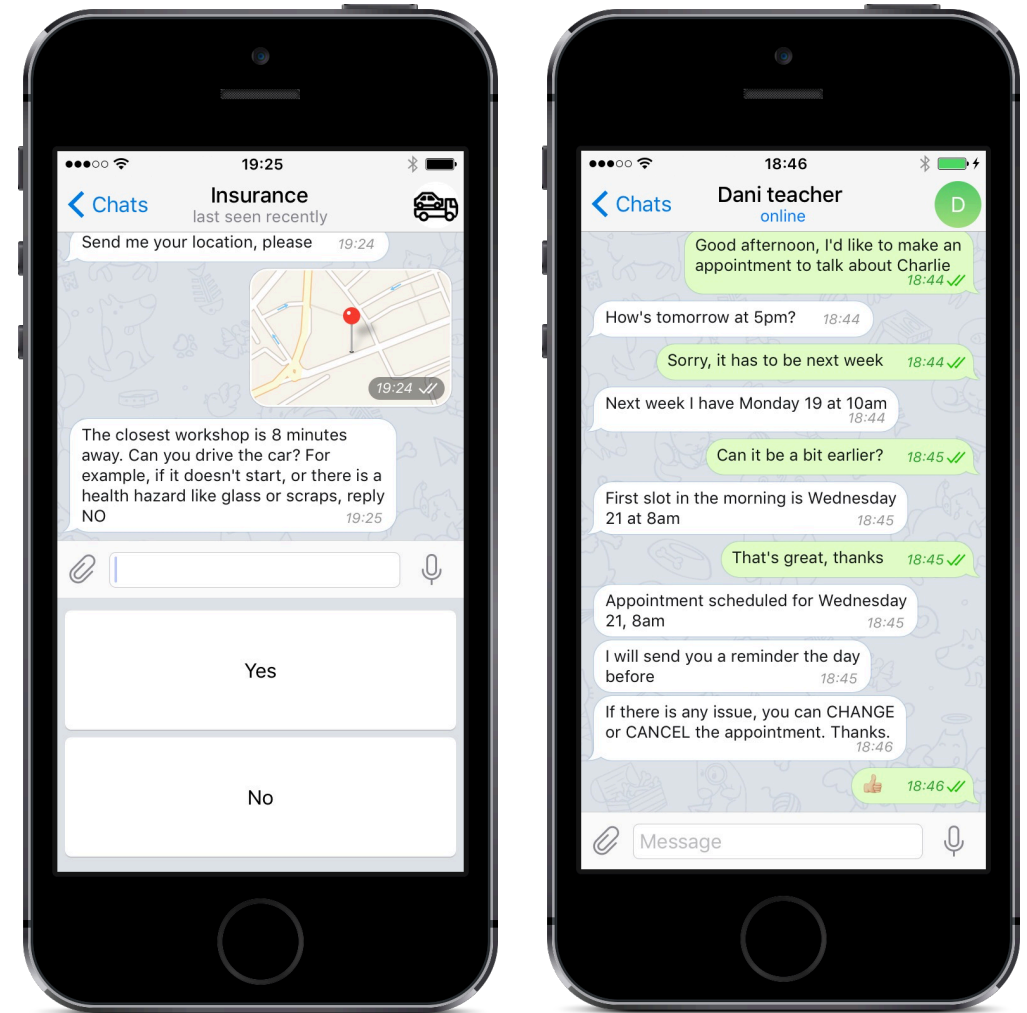 19:25
Chats
Insurance
last seen recently
Send me your location, please 19:24
19:24
The closest workshop is 8 minutes
away. Can you drive the car? For
example, if it doesn't start, or there is a
health hazard like glass or scraps, reply
NO 19:25
Yes
No
18:46
Chats
Dani teacher
online
D
Good afternoon, I'd like to make an
appointment to talk about Charlie
18:44
How's tomorrow at 5pm? 18:44
Sorry, it has to be next week 18:44
Next week I have Monday 19 at 10am
18:44
Can it be a bit earlier? 18:45
First slot in the morning is Wednesday
21 at 8am 18:45
That's great, thanks 18:45
Appointment scheduled for Wednesday
21, 8am 18:45
I will send you a reminder the day
before 18:45
If there is any issue, you can CHANGE
or CANCEL the appointment. Thanks.
18:46
18:46
Message